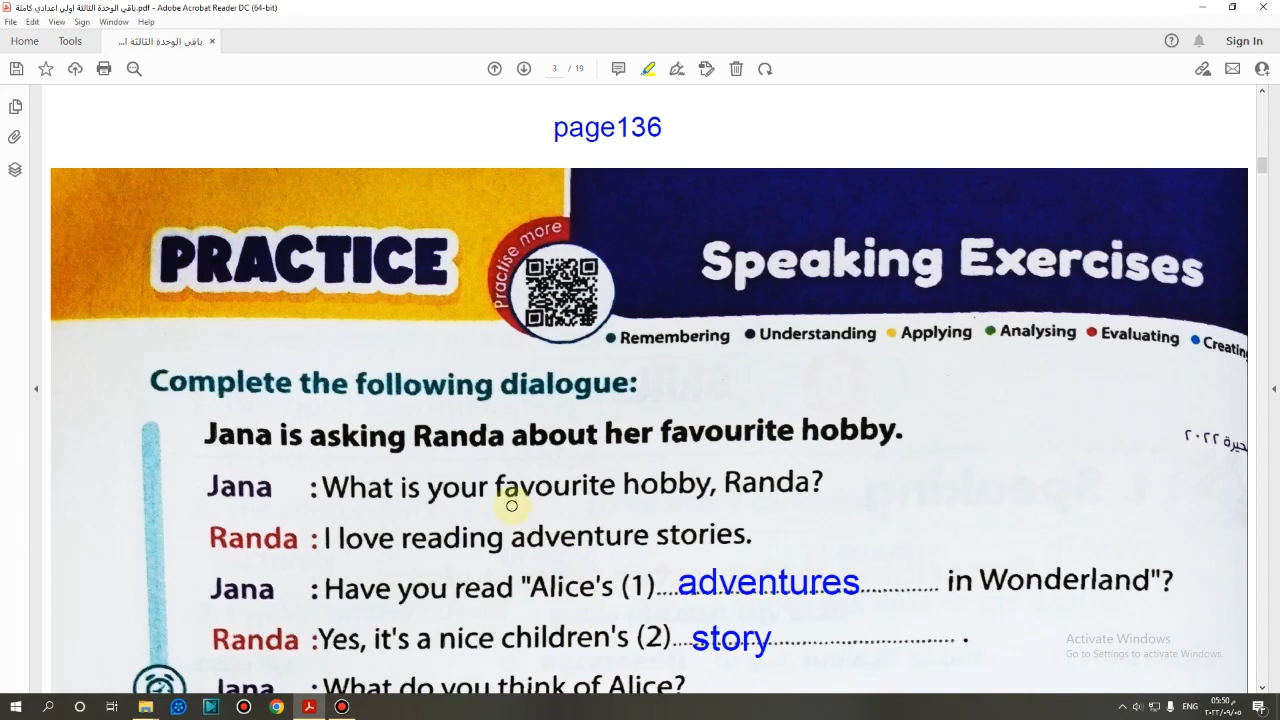 باقي الوحدة الثالثة اولي اعدادي كاملة.pdf - Adobe Acrobat Reader DC (64-bit)
File Edit View Sign Window Help
Home Tools باقي الوحدة الثالثة ا... × Sign In
3 / 19
page136
PRACTICE
Practise more
Speaking Exercises
Remembering Understanding Applying Analysing Evaluating Creating
Complete the following dialogue:
Jana is asking Randa about her favourite hobby.
Jana : What is your favourite hobby, Randa?
Randa : I love reading adventure stories.
Jana : Have you read "Alice's (1)...adventures............ in Wonderland"?
Randa :Yes, it's a nice children's (2)...story................................ .
Jana : What do you think of Alice?
Activate Windows
Go to Settings to activate Windows.
ENG
05:50 م
٢٠٢٢/٠٩/٠٥